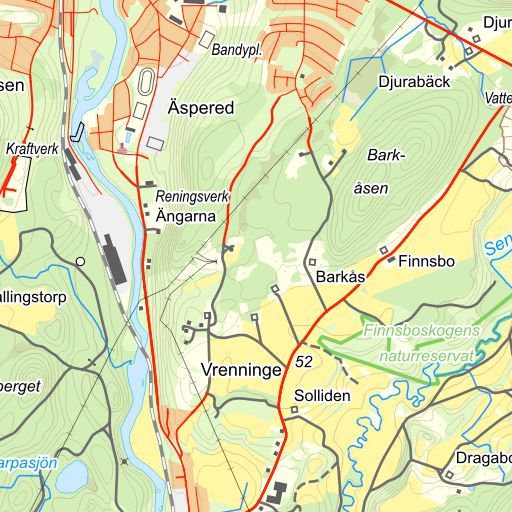 Djur
Bandypl.
Djurabäck
sen
Äspered
Vatte
Kraftverk
Bark-
åsen
Reningsverk
Ängarna
Sen
Finnsbo
Barkås
allingstorp
Finnsboskogens
naturreservat
52
Vrenninge
berget
Solliden
arpasjön
Dragabo